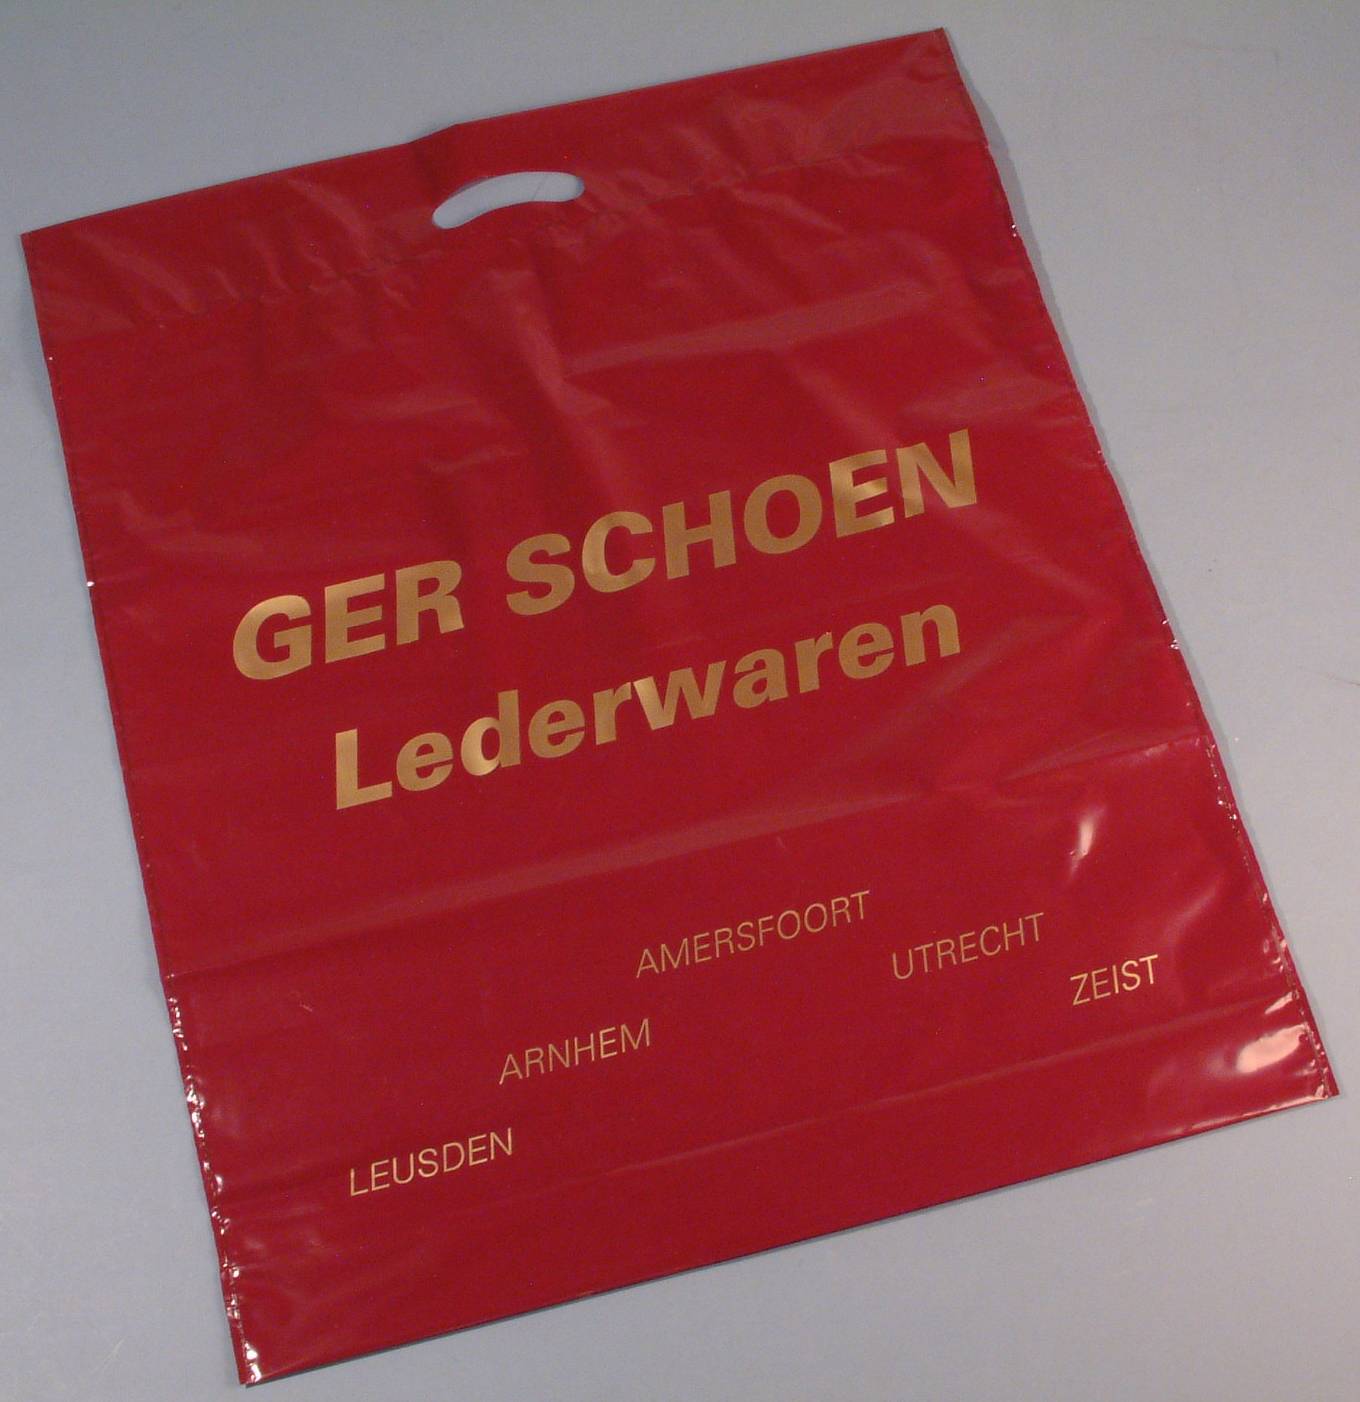 GER SCHOEN
Lederwaren
AMERSFOORT
UTRECHT
ZEIST
ARNHEM
LEUSDEN